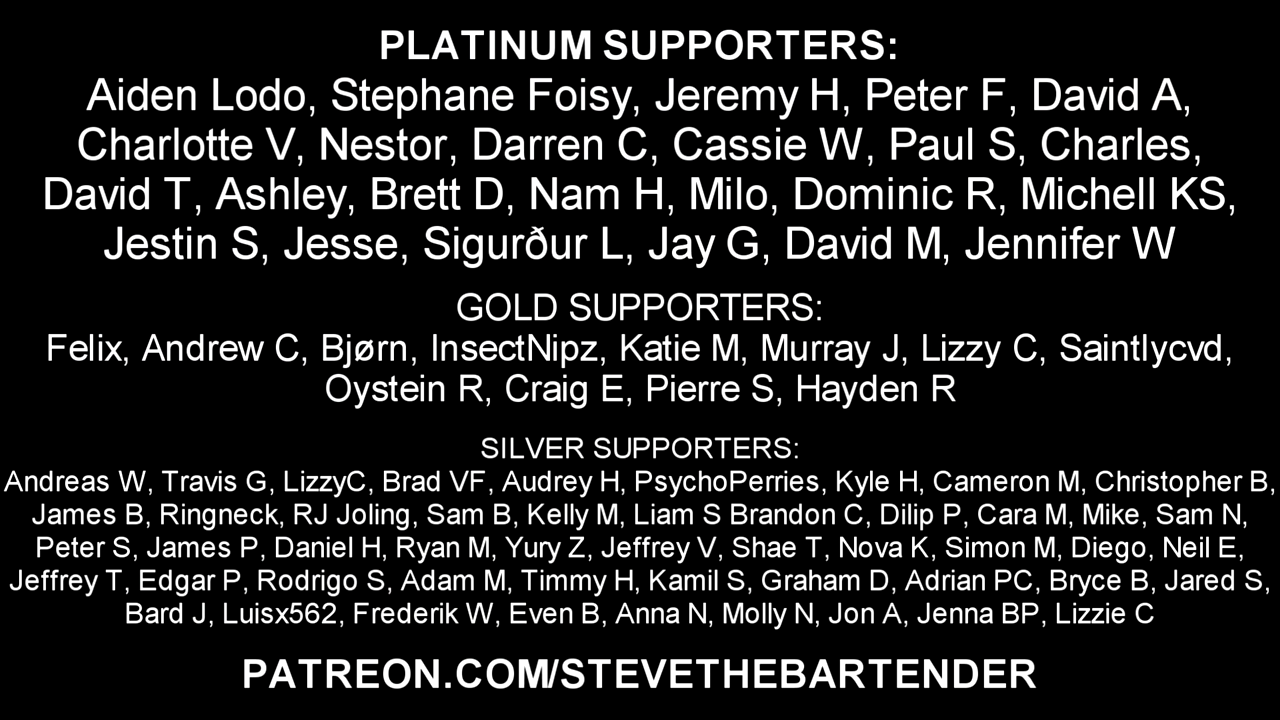 PLATINUM SUPPORTERS:
Aiden Lodo, Stephane Foisy, Jeremy H, Peter F, David A,
Charlotte V, Nestor, Darren C, Cassie W, Paul S, Charles,
David T, Ashley, Brett D, Nam H, Milo, Dominic R, Michell KS,
Jestin S, Jesse, Sigurður L, Jay G, David M, Jennifer W
GOLD SUPPORTERS:
Felix, Andrew C, Bjørn, InsectNipz, Katie M, Murray J, Lizzy C, Saintlycvd,
Oystein R, Craig E, Pierre S, Hayden R
SILVER SUPPORTERS:
Andreas W, Travis G, LizzyC, Brad VF, Audrey H, PsychoPerries, Kyle H, Cameron M, Christopher B,
James B, Ringneck, RJ Joling, Sam B, Kelly M, Liam S Brandon C, Dilip P, Cara M, Mike, Sam N,
Peter S, James P, Daniel H, Ryan M, Yury Z, Jeffrey V, Shae T, Nova K, Simon M, Diego, Neil E,
Jeffrey T, Edgar P, Rodrigo S, Adam M, Timmy H, Kamil S, Graham D, Adrian PC, Bryce B, Jared S,
Bard J, Luisx562, Frederik W, Even B, Anna N, Molly N, Jon A, Jenna BP, Lizzie C
PATREON.COM/STEVETHEBARTENDER